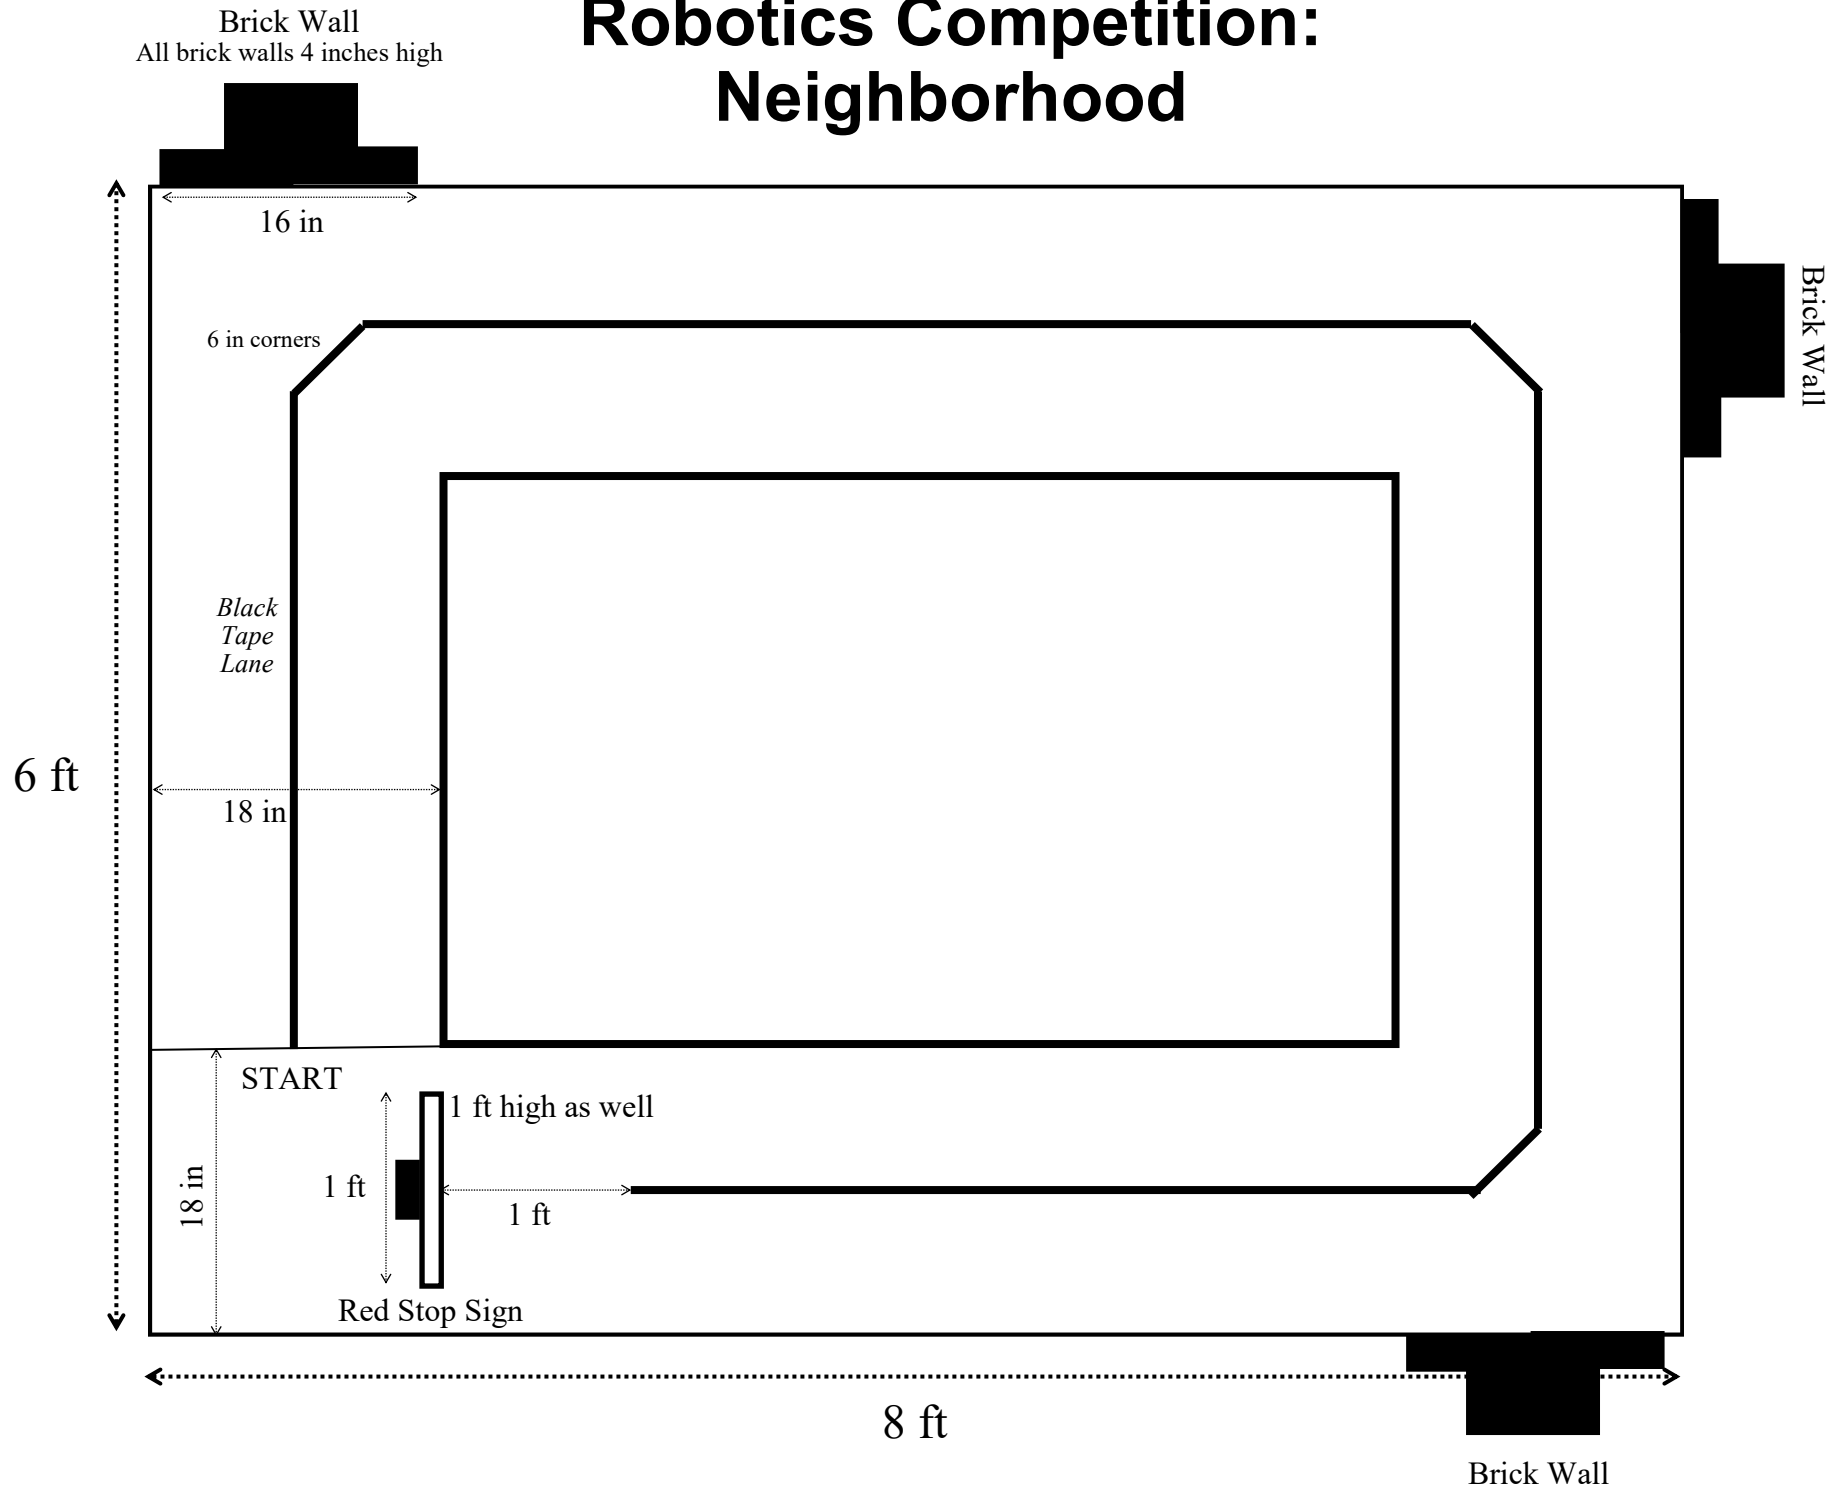 Robotics Competition:
Neighborhood
Brick Wall
All brick walls 4 inches high
16 in
Brick Wall
6 in corners
Black
Tape
Lane
6 ft
18 in
START
1 ft high as well
18 in
1 ft
1 ft
Red Stop Sign
8 ft
Brick Wall